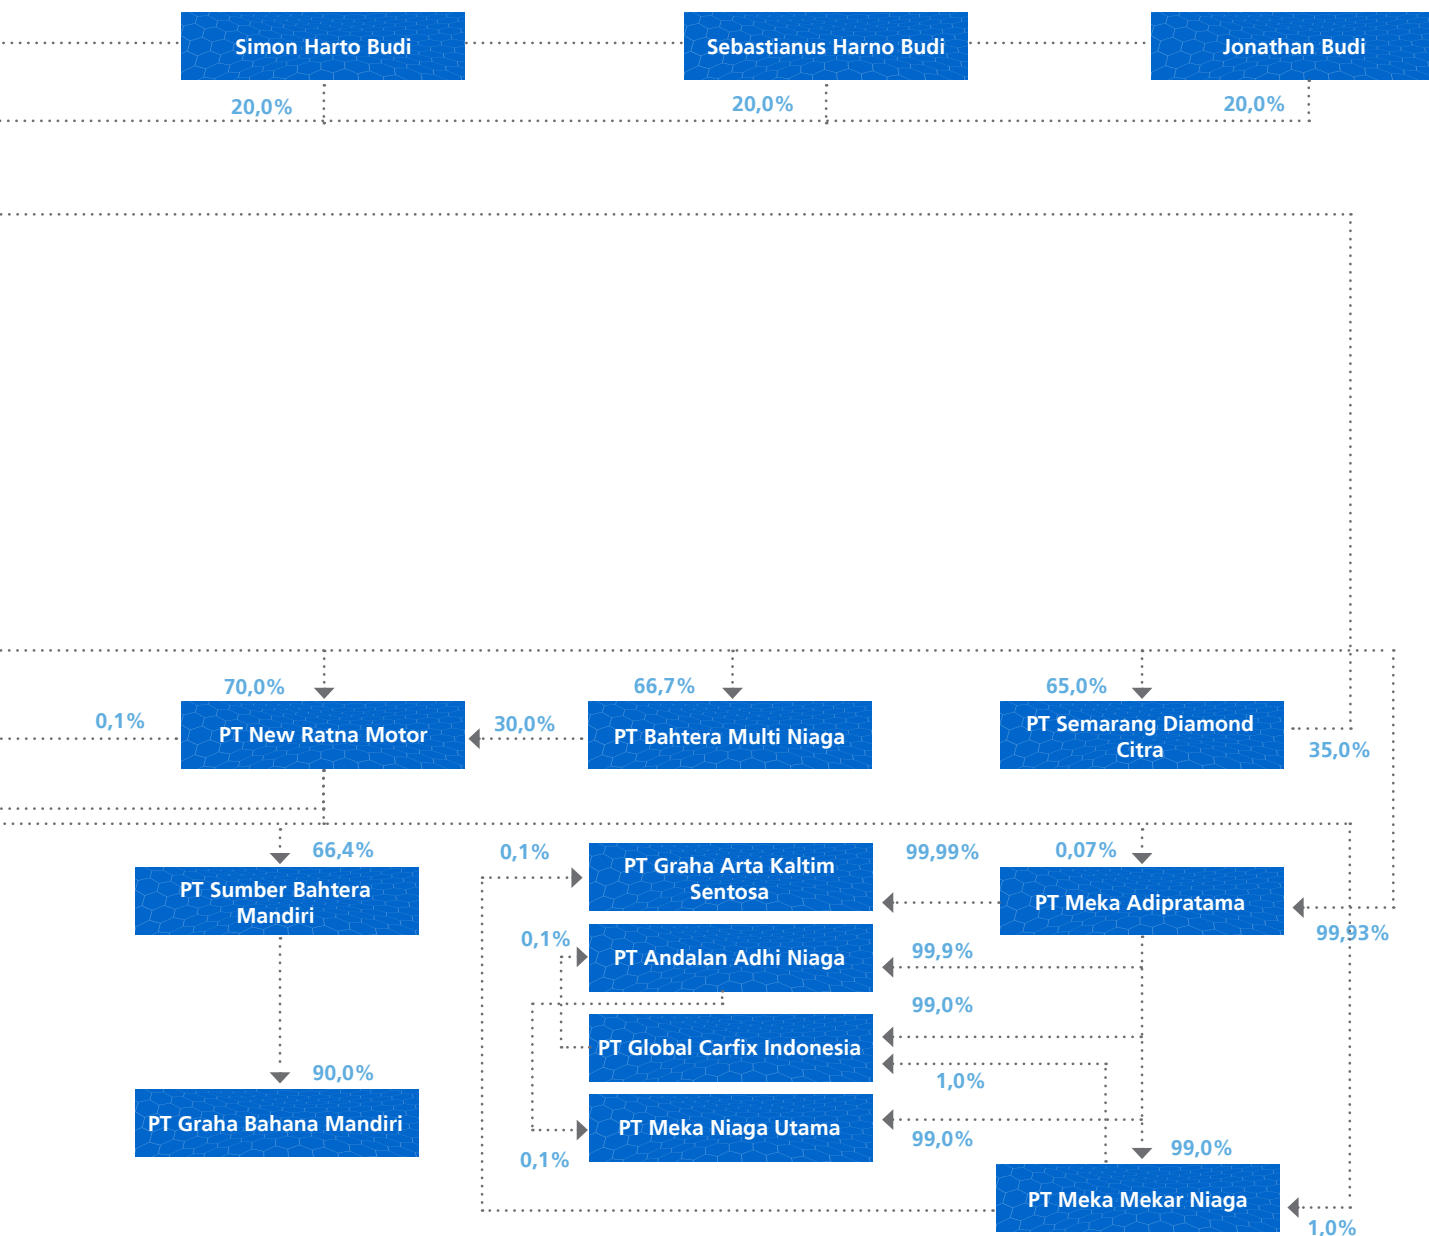 Simon Harto Budi
Sebastianus Harno Budi
Jonathan Budi
20,0%
20,0%
20,0%
70,0%
66,7%
65,0%
0,1%
PT New Ratna Motor
30,0%
PT Bahtera Multi Niaga
PT Semarang Diamond
Citra
35,0%
66,4%
0,1%
99,99%
0,07%
PT Sumber Bahtera
Mandiri
PT Graha Arta Kaltim
Sentosa
PT Meka Adipratama
99,93%
0,1%
PT Andalan Adhi Niaga
99,9%
99,0%
PT Global Carfix Indonesia
1,0%
90,0%
PT Graha Bahana Mandiri
PT Meka Niaga Utama
99,0%
0,1%
99,0%
PT Meka Mekar Niaga
1,0%